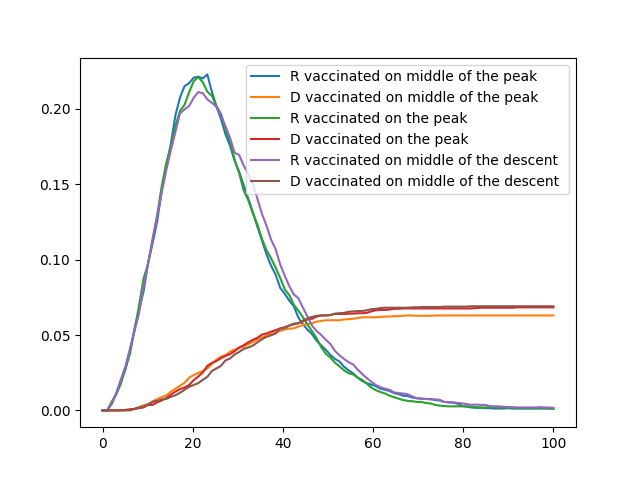 R vaccinated on middle of the peak
D vaccinated on middle of the peak
R vaccinated on the peak
D vaccinated on the peak
R vaccinated on middle of the descent
D vaccinated on middle of the descent
0.20
0.15
0.10
0.05
0.00
0 20 40 60 80 100